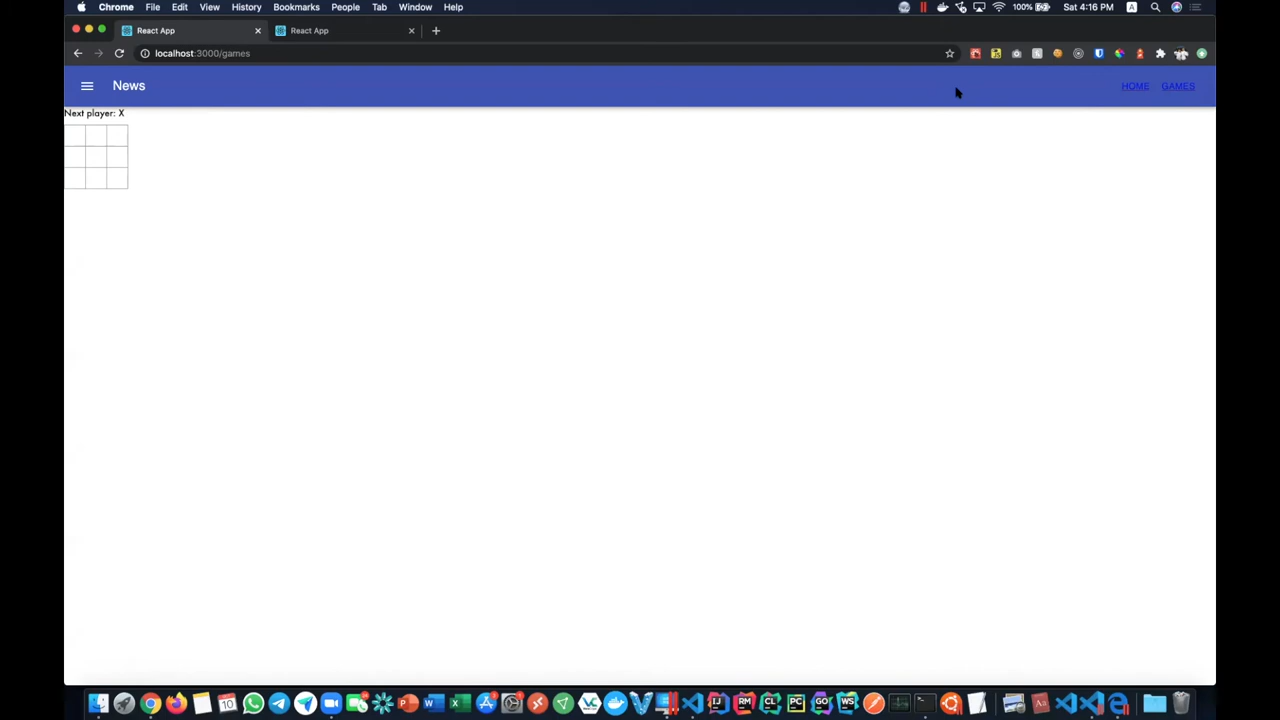 Chrome File Edit View History Bookmarks People Tab Window Help
100% Sat 4:16 PM A
React App
React App
localhost:3000/games
News
HOME GAMES
Next player: X